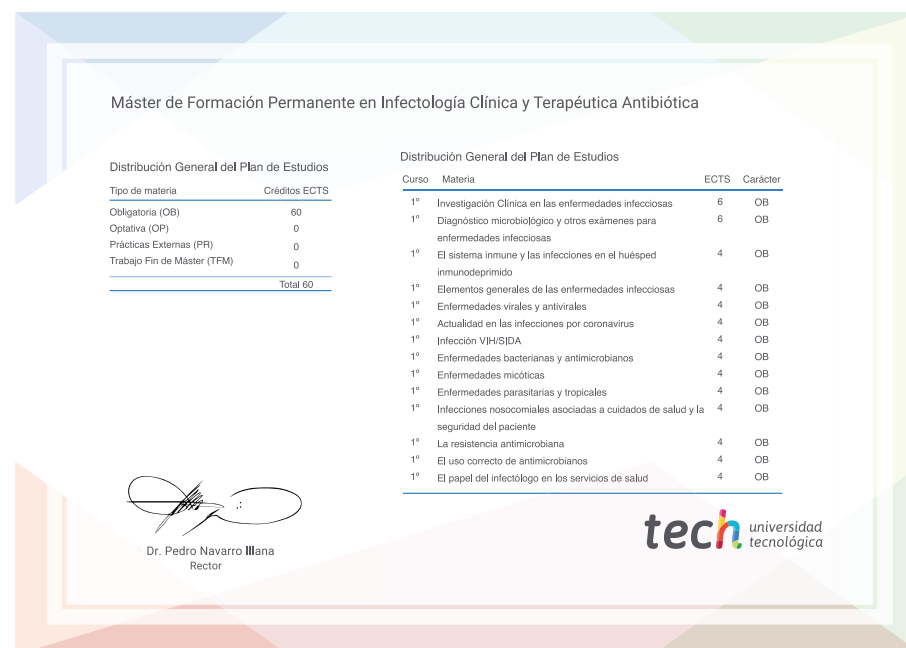 Máster de Formación Permanente en Infectología Clínica y Terapéutica Antibiótica
Distribución General del Plan de Estudios
Tipo de materia Créditos ECTS
Obligatoria (OB) 60
Optativa (OP) 0
Prácticas Externas (PR) 0
Trabajo Fin de Máster (TFM) 0
Total 60
Distribución General del Plan de Estudios
Curso Materia ECTS Carácter
1º Investigación Clínica en las enfermedades infecciosas 6 OB
1º Diagnóstico microbiológico y otros exámenes para 6 OB
enfermedades infecciosas
1º El sistema inmune y las infecciones en el huésped 4 OB
inmunodeprimido
1º Elementos generales de las enfermedades infecciosas 4 OB
1º Enfermedades virales y antivirales 4 OB
1º Actualidad en las infecciones por coronavirus 4 OB
1º Infección VIH/SIDA 4 OB
1º Enfermedades bacterianas y antimicrobianos 4 OB
1º Enfermedades micóticas 4 OB
1º Enfermedades parasitarias y tropicales 4 OB
1º Infecciones nosocomiales asociadas a cuidados de salud y la 4 OB
seguridad del paciente
1º La resistencia antimicrobiana 4 OB
1º El uso correcto de antimicrobianos 4 OB
1º El papel del infectólogo en los servicios de salud 4 OB
Dr. Pedro Navarro Illana
Rector
tech universidad
tecnológica